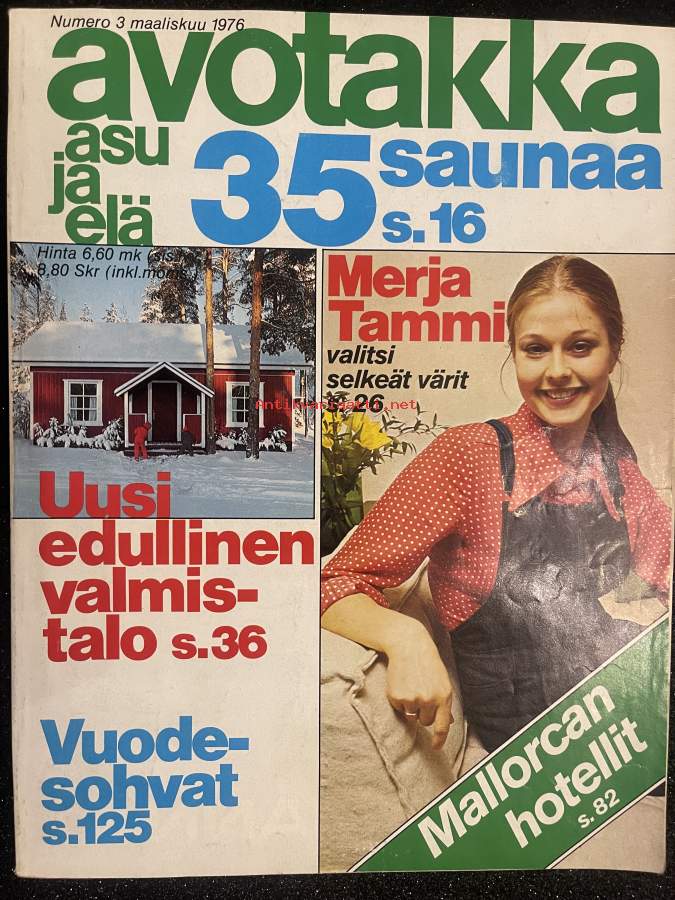 Numero 3 maaliskuu 1976
avotakka
asu
ja
elä
35 saunaa
s.16
Hinta 6,60 mk (sis
8,80 Skr (inkl.moms
Merja
Tammi
valitsi
selkeät värit
antikvariaatti.net
Uusi
edullinen
valmis-
talo s.36
Vuode-
sohvat
s.125
Mallorcan
hotellit
s.82